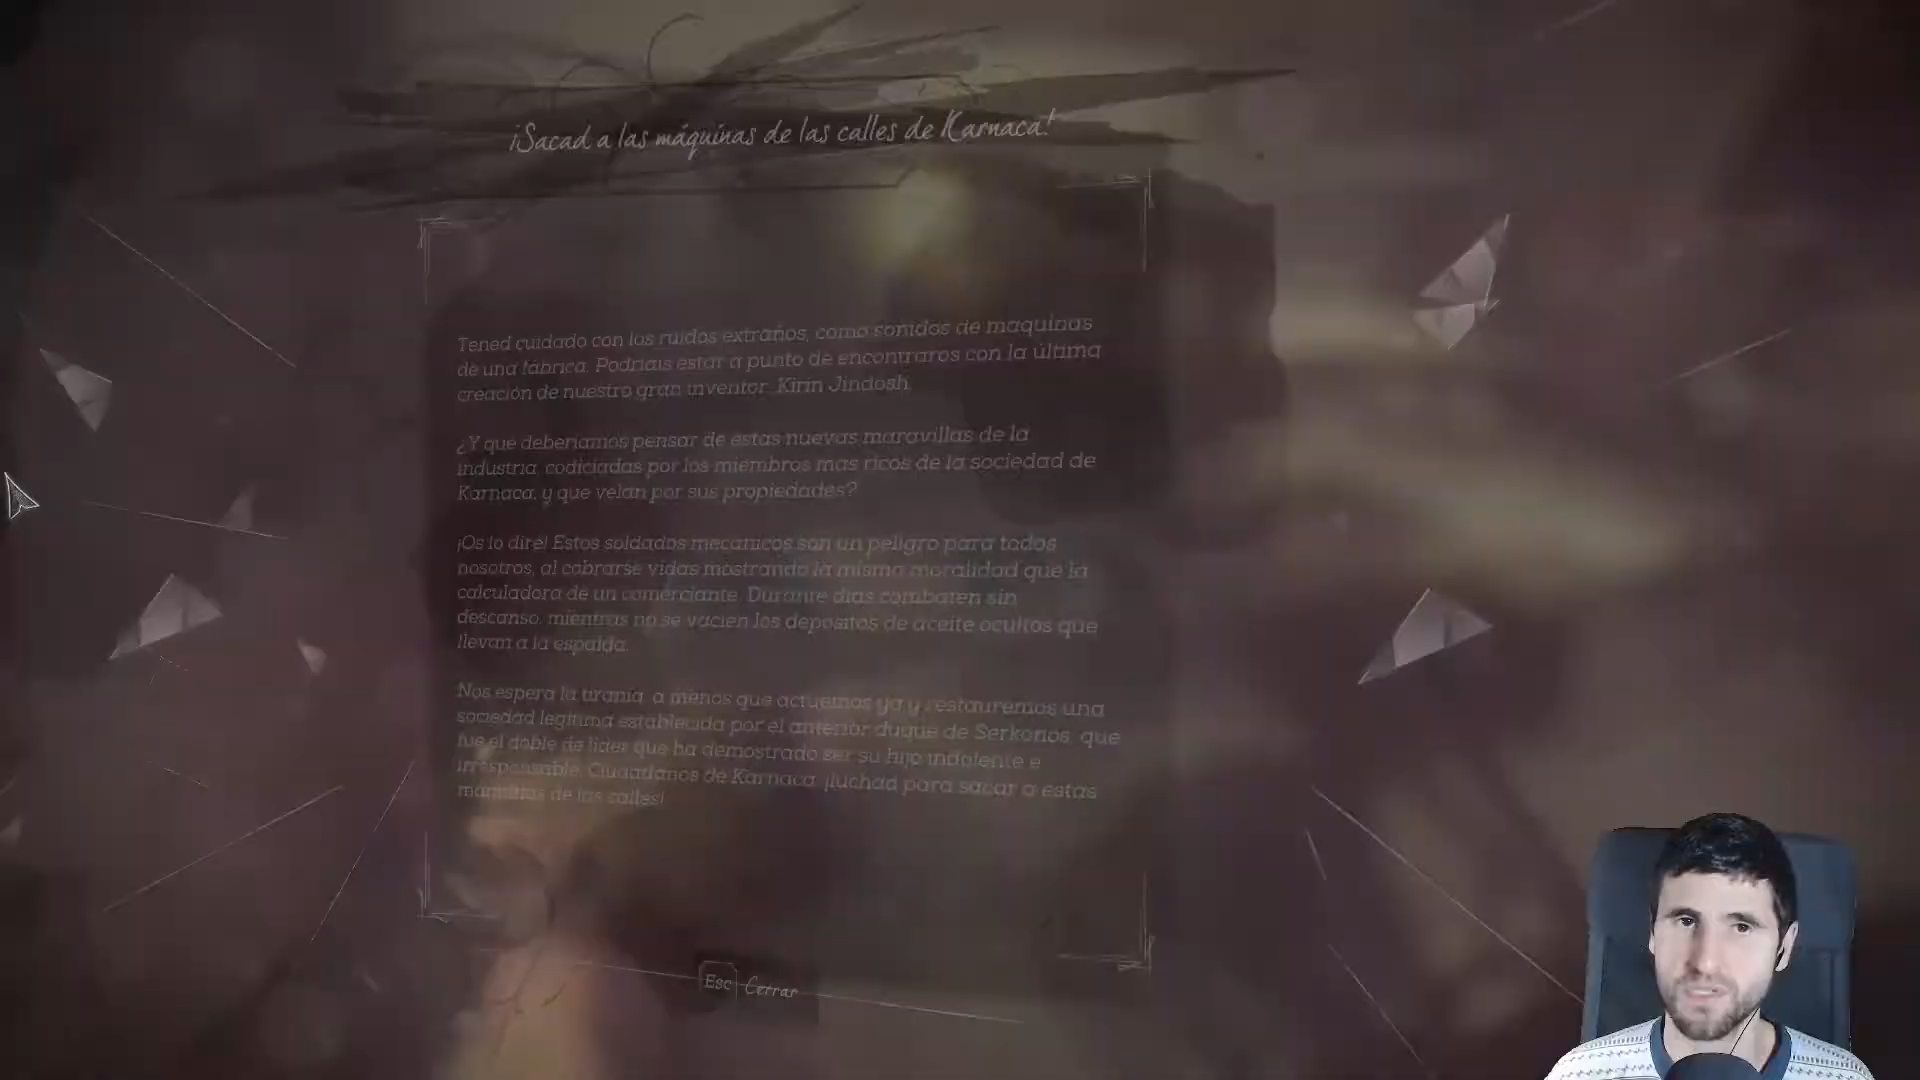 ¡Sacad a las máquinas de las calles de Karnaca!
Tened cuidado con los ruidos extraños, como sonidos de maquinas
de una fábrica. Podríais estar a punto de encontraros con la última
creación de nuestro gran inventor, Kirin Jindosh.
¿Y qué deberíamos pensar de estas nuevas maravillas de la
industria, codiciadas por los miembros mas ricos de la sociedad de
Karnaca, y que velan por sus propiedades?
¡Os lo diré! Estos soldados mecánicos son un peligro para todos
nosotros, al cobrarse vidas mostrando la misma moralidad que la
calculadora de un comerciante. Durante días combaten sin
descanso, mientras no se vacíen los depósitos de aceite ocultos que
llevan a la espalda.
Nos espera la tiranía, a menos que actuemos ya y restauremos una
sociedad legítima establecida por el anterior duque de Serkonos, que
fue el doble de líder que ha demostrado ser su hijo indolente e
irresponsable. Ciudadanos de Karnaca, ¡luchad para sacar a estas
máquinas de las calles!
Esc Cerrar